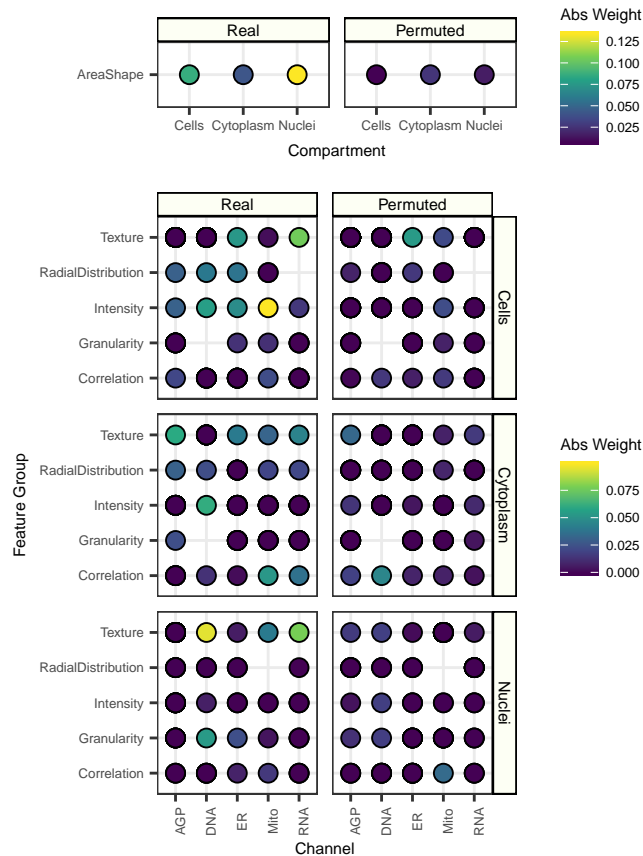 Real Permuted
AreaShape
Cells Cytoplasm Nuclei Cells Cytoplasm Nuclei
Compartment
Abs Weight
0.125
0.100
0.075
0.050
0.025
Real Permuted
Feature Group
Texture
RadialDistribution
Intensity
Granularity
Correlation
Cells
Texture
RadialDistribution
Intensity
Granularity
Correlation
Cytoplasm
Texture
RadialDistribution
Intensity
Granularity
Correlation
Nuclei
AGP DNA ER Mito RNA AGP DNA ER Mito RNA
Channel
Abs Weight
0.075
0.050
0.025
0.000